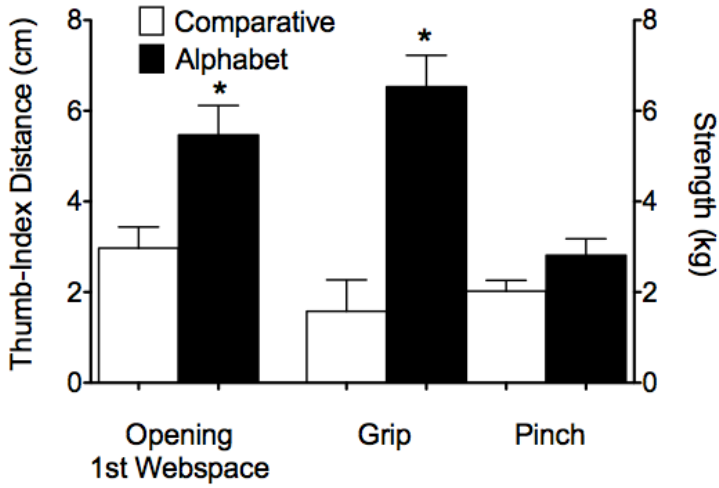 Comparative
Alphabet
Thumb-Index Distance (cm)
8
6
4
2
0
*
*
8
6
4
2
0
Strength (kg)
Opening
1st Webspace
Grip
Pinch